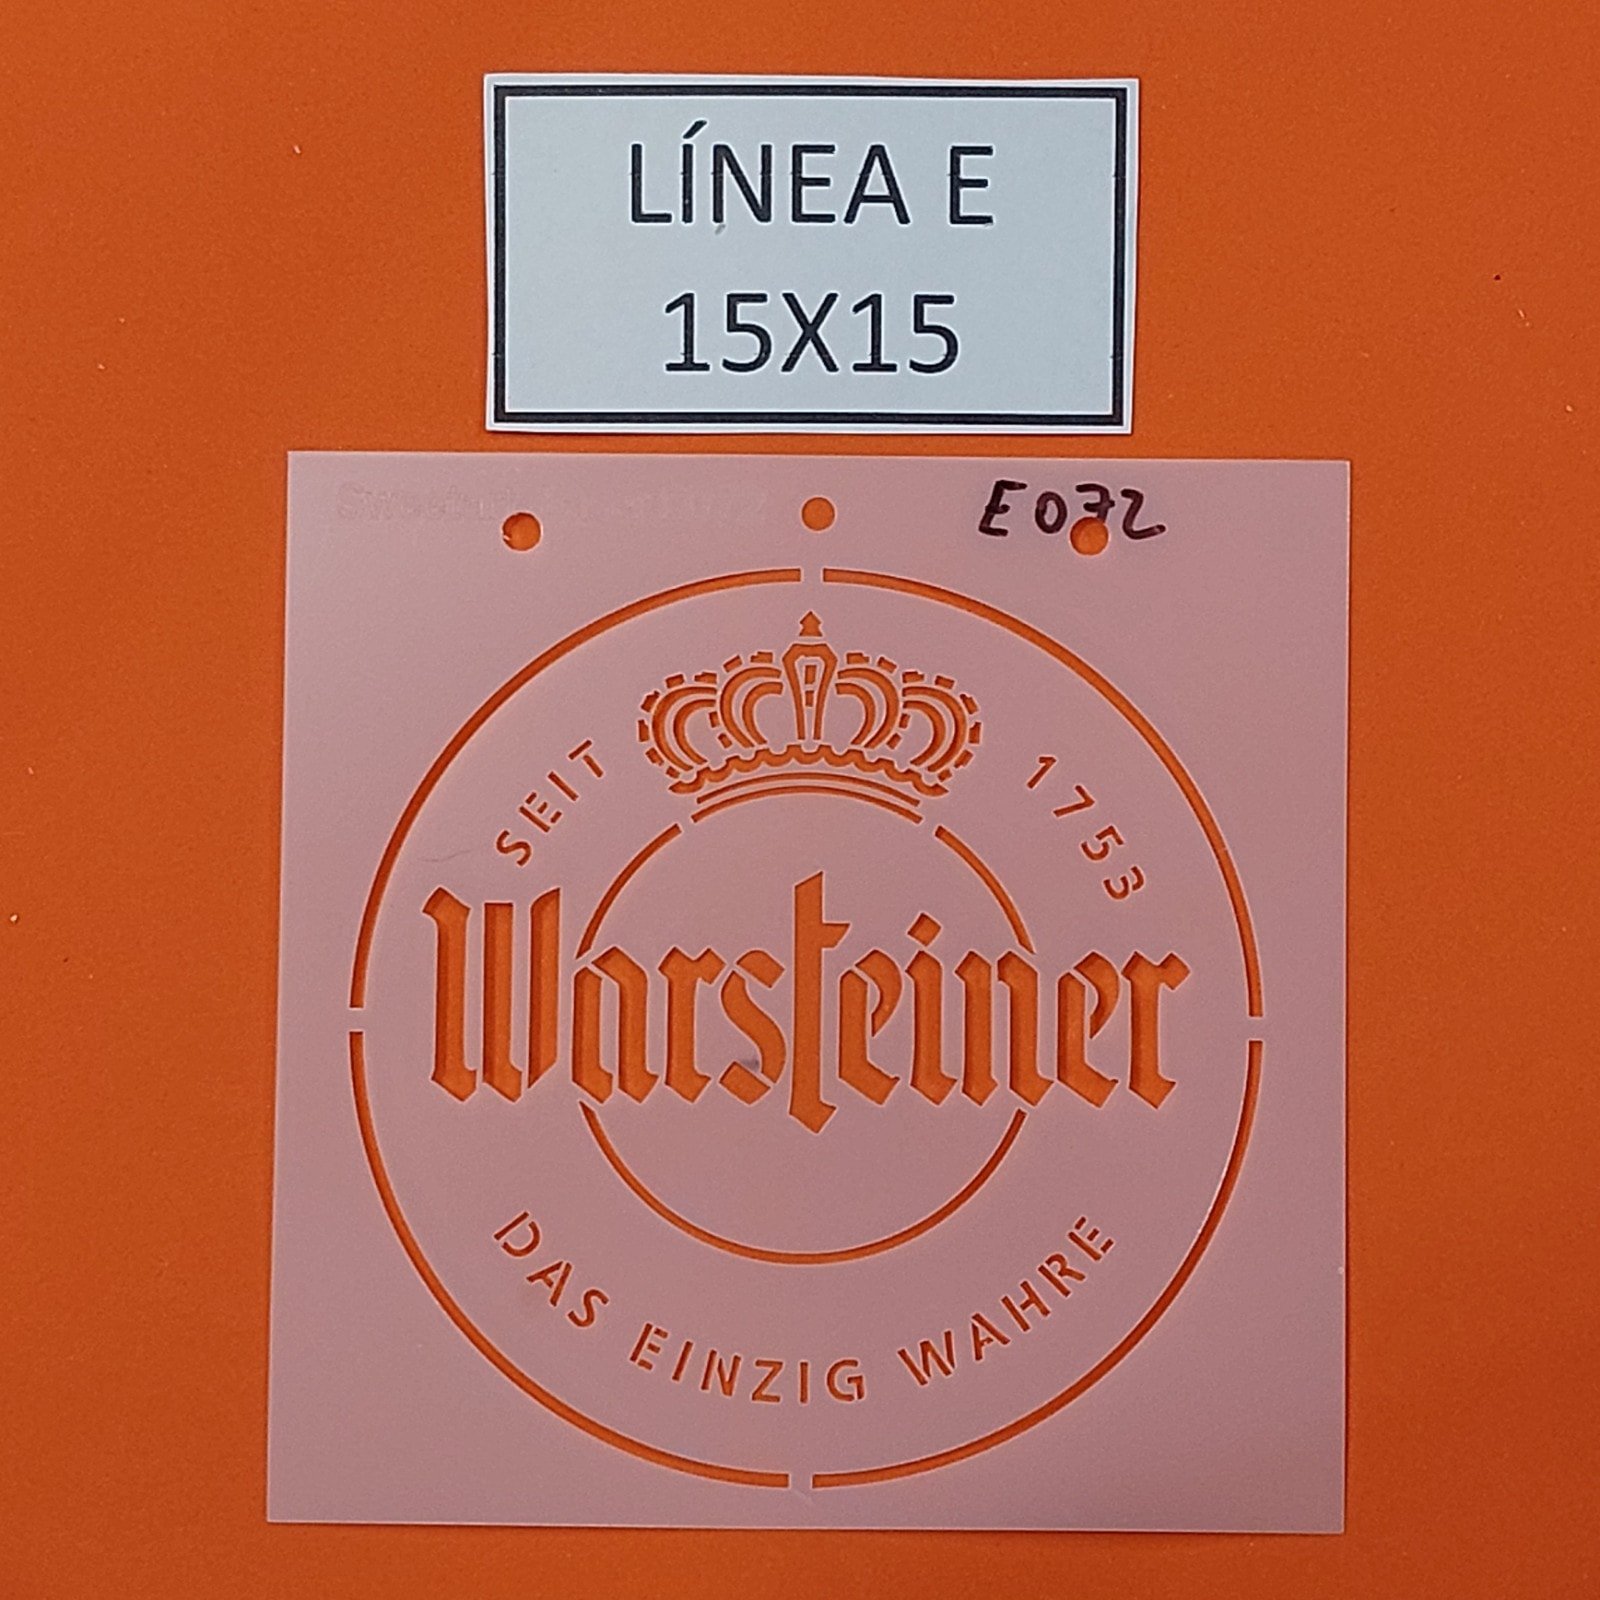 LÍNEA E
15X15
E072
SEIT 1753
Warsteiner
DAS EINZIG WAHRE